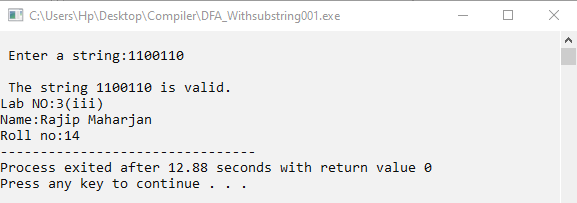 C:\Users\Hp\Desktop\Compiler\DFA_Withsubstring001.exe
Enter a string:1100110
The string 1100110 is valid.
Lab NO:3(iii)
Name:Rajip Maharjan
Roll no:14
--------------------------------
Process exited after 12.88 seconds with return value 0
Press any key to continue . . .